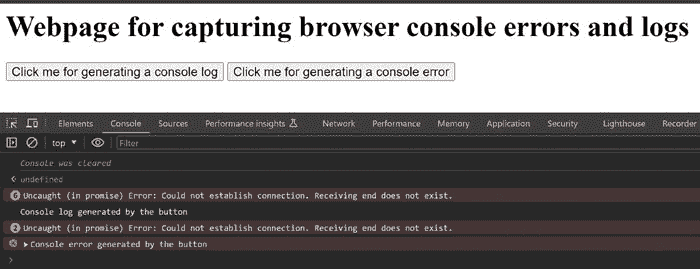 Webpage for capturing browser console errors and logs
Click me for generating a console log Click me for generating a console error
Elements Console Sources Performance insights Network Performance Memory Application Security Lighthouse Recorder
top Filter
Console was cleared
undefined
6 Uncaught (in promise) Error: Could not establish connection. Receiving end does not exist.
Console log generated by the button
2 Uncaught (in promise) Error: Could not establish connection. Receiving end does not exist.
Console error generated by the button